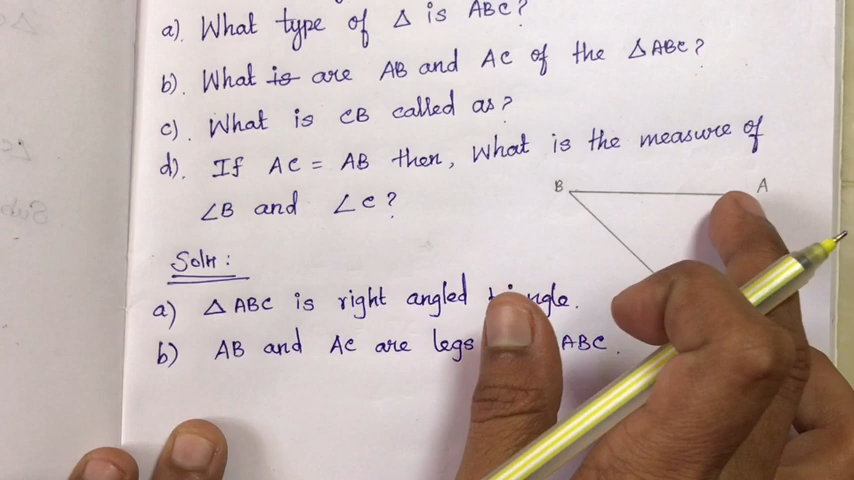 a). What type of Δ is ABC?
b). What is are AB and AC of the ΔABC?
c). What is CB called as?
d). If AC = AB then, What is the measure of
∠B and ∠C?
B A
Soln:
a) ΔABC is right angled
b) AB and AC are legs ABC.